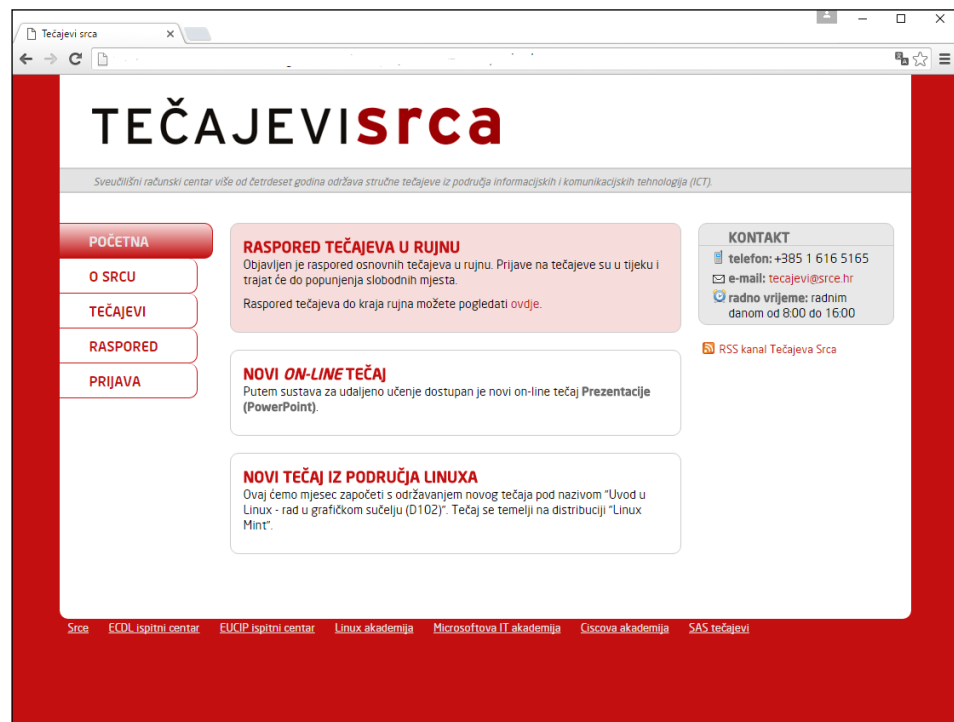 Tečajevi srca
TEČAJEVIsrca
Sveučilišni računski centar više od četrdeset godina održava stručne tečajeve iz područja informacijskih i komunikacijskih tehnologija (ICT).
POČETNA
O SRCU
TEČAJEVI
RASPORED
PRIJAVA
RASPORED TEČAJEVA U RUJNU
Objavljen je raspored osnovnih tečajeva u rujnu. Prijave na tečajeve su u tijeku i
trajat će do popunjenja slobodnih mjesta.
Raspored tečajeva do kraja rujna možete pogledati ovdje.
NOVI ON-LINE TEČAJ
Putem sustava za udaljeno učenje dostupan je novi on-line tečaj Prezentacije
(PowerPoint).
NOVI TEČAJ IZ PODRUČJA LINUXA
Ovaj ćemo mjesec započeti s održavanjem novog tečaja pod nazivom "Uvod u
Linux - rad u grafičkom sučelju (D102)". Tečaj se temelji na distribuciji "Linux
Mint".
KONTAKT
telefon: +385 1 616 5165
e-mail: tecajevi@srce.hr
radno vrijeme: radnim
danom od 8:00 do 16:00
RSS kanal Tečajeva Srca
Srce ECDL ispitni centar EUCIP ispitni centar Linux akademija Microsoftova IT akademija Ciscova akademija SAS tečajevi